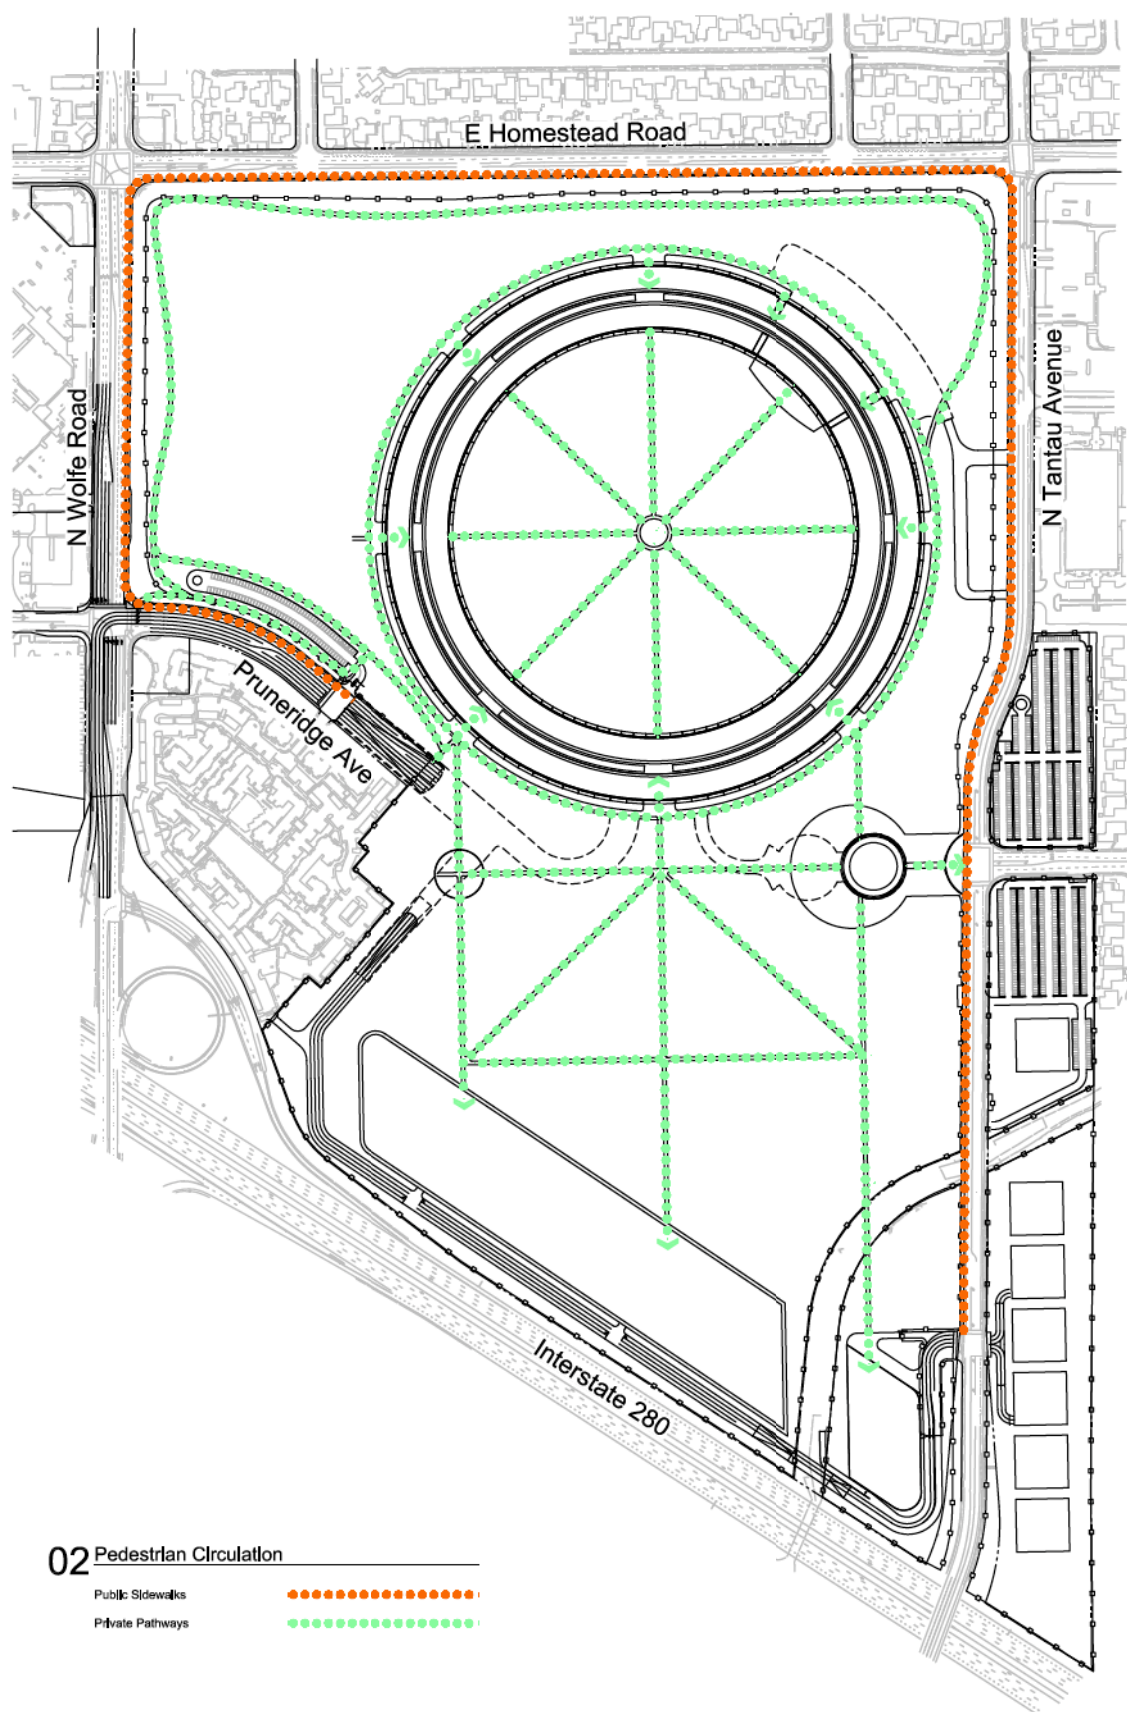 E Homestead Road
N Wolfe Road
N Tantau Avenue
Pruneridge Ave
Interstate 280
02 Pedestrian Circulation
Public Sidewalks
Private Pathways